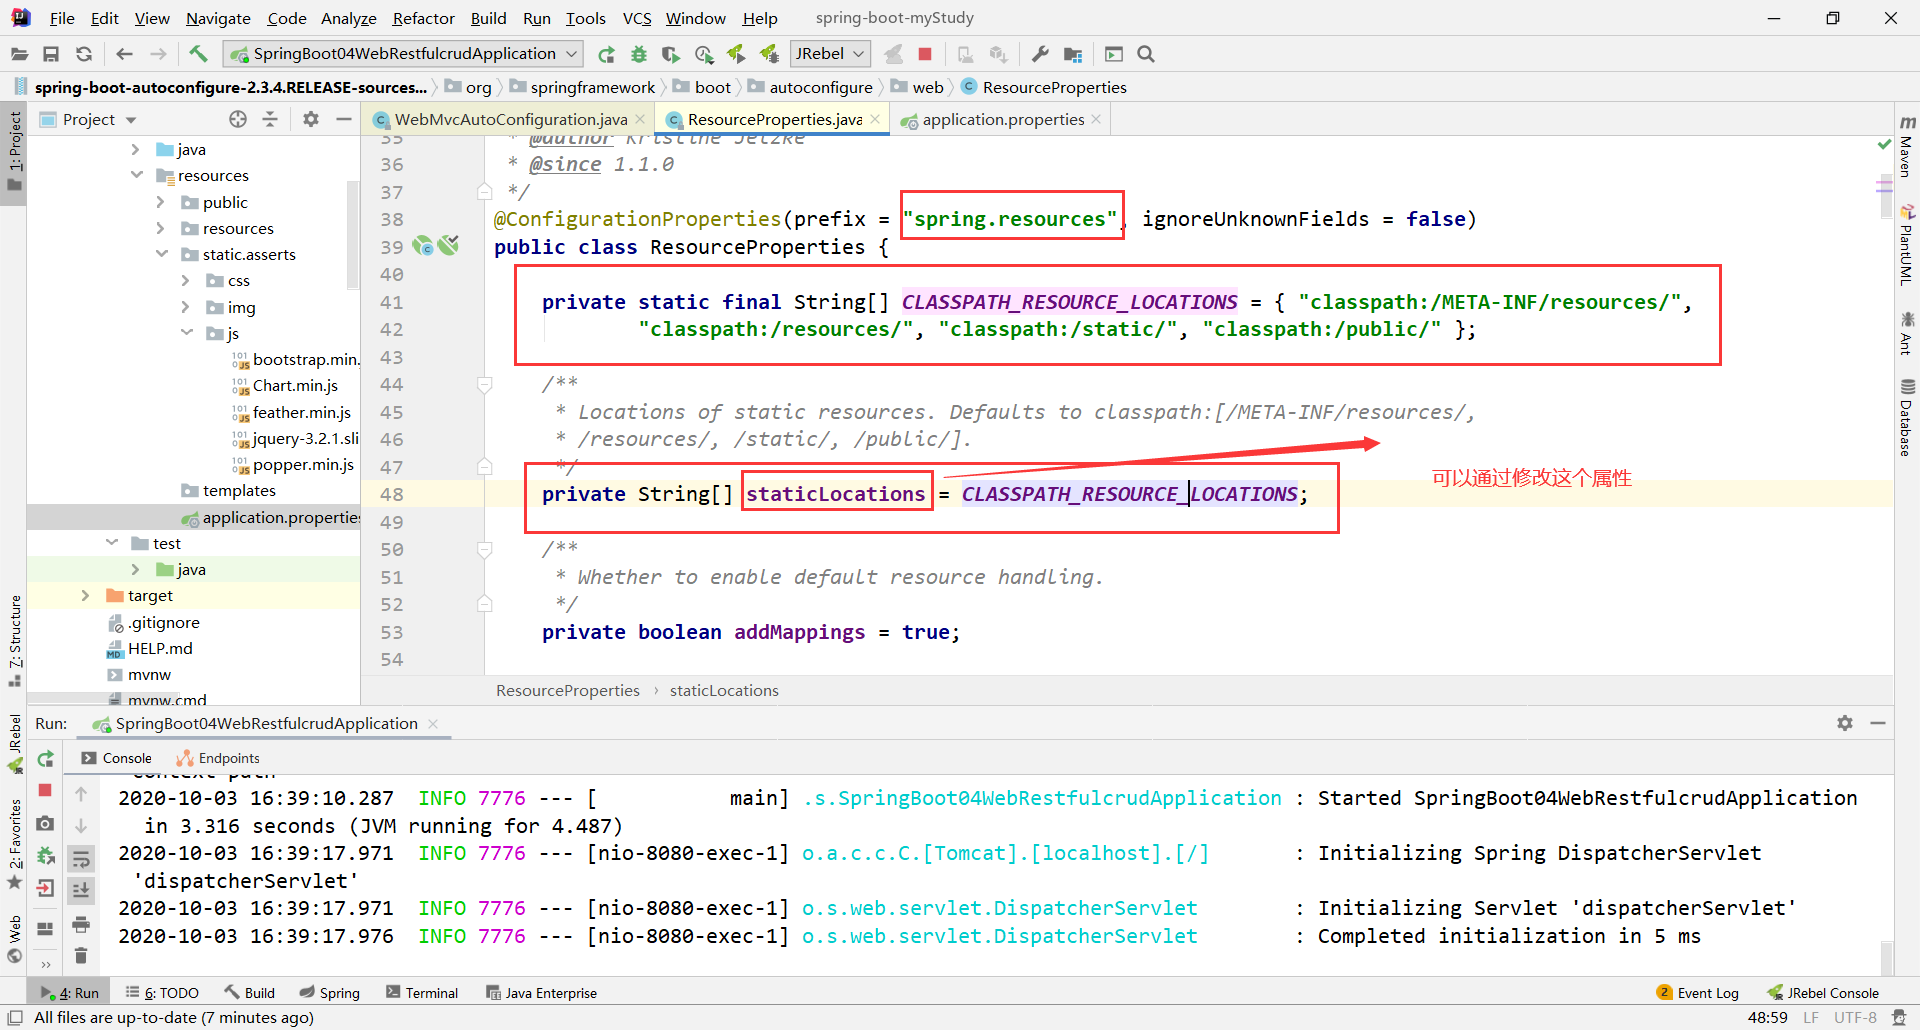 File Edit View Navigate Code Analyze Refactor Build Run Tools VCS Window Help spring-boot-myStudy
SpringBoot04WebRestfulcrudApplication JRebel
spring-boot-autoconfigure-2.3.4.RELEASE-sources... org springframework boot autoconfigure web ResourceProperties
Project
WebMvcAutoConfiguration.java ResourceProperties.java application.properties
1: Project
7: Structure
JRebel
2: Favorites
Web
java
resources
public
resources
static.asserts
css
img
js
bootstrap.min.
Chart.min.js
feather.min.js
jquery-3.2.1.sli
popper.min.js
templates
application.properties
test
java
target
.gitignore
HELP.md
mvnw
mvnw.cmd
35 * @author Kristine Jetzke
36 * @since 1.1.0
37 */
38 @ConfigurationProperties(prefix = "spring.resources", ignoreUnknownFields = false)
39 public class ResourceProperties {
40
41 private static final String[] CLASSPATH_RESOURCE_LOCATIONS = { "classpath:/META-INF/resources/",
42 "classpath:/resources/", "classpath:/static/", "classpath:/public/" };
43
44 /**
45 * Locations of static resources. Defaults to classpath:[/META-INF/resources/,
46 * /resources/, /static/, /public/].
47 */
48 private String[] staticLocations = CLASSPATH_RESOURCE_LOCATIONS;
可以通过修改这个属性
49
50 /**
51 * Whether to enable default resource handling.
52 */
53 private boolean addMappings = true;
54
ResourceProperties › staticLocations
Maven
PlantUML
Ant
Database
Run: SpringBoot04WebRestfulcrudApplication
Console Endpoints
context path
2020-10-03 16:39:10.287 INFO 7776 --- [ main] .s.SpringBoot04WebRestfulcrudApplication : Started SpringBoot04WebRestfulcrudApplication
in 3.316 seconds (JVM running for 4.487)
2020-10-03 16:39:17.971 INFO 7776 --- [nio-8080-exec-1] o.a.c.c.C.[Tomcat].[localhost].[/] : Initializing Spring DispatcherServlet
'dispatcherServlet'
2020-10-03 16:39:17.971 INFO 7776 --- [nio-8080-exec-1] o.s.web.servlet.DispatcherServlet : Initializing Servlet 'dispatcherServlet'
2020-10-03 16:39:17.976 INFO 7776 --- [nio-8080-exec-1] o.s.web.servlet.DispatcherServlet : Completed initialization in 5 ms
4: Run 6: TODO Build Spring Terminal Java Enterprise 2 Event Log JRebel Console
All files are up-to-date (7 minutes ago) 48:59 LF UTF-8